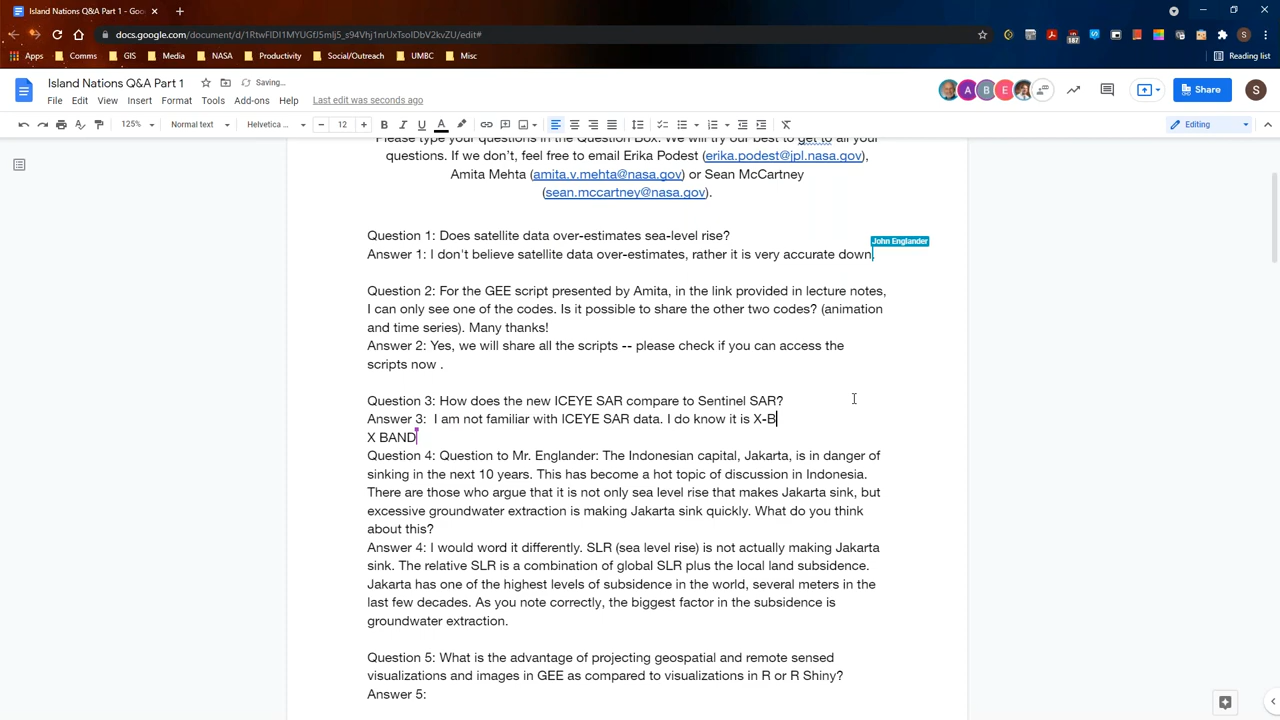 Island Nations Q&A Part 1 - Goo
docs.google.com/document/d/1RtwFIDI1MYUGfJ5mIj5_s94Vhj1nrUxTsoIDbV2kvZU/edit#
Apps Comms GIS Media NASA Productivity Social/Outreach UMBC Misc Reading list
Island Nations Q&A Part 1 Saving...
File Edit View Insert Format Tools Add-ons Help Last edit was seconds ago
A B E Share S
125% Normal text Helvetica ... 12 B I U A Editing
Please type your questions in the Question Box. We will try our best to get to all your
questions. If we don't, feel free to email Erika Podest (erika.podest@jpl.nasa.gov),
Amita Mehta (amita.v.mehta@nasa.gov) or Sean McCartney
(sean.mccartney@nasa.gov).
Question 1: Does satellite data over-estimates sea-level rise?
John Englander
Answer 1: I don't believe satellite data over-estimates, rather it is very accurate down.
Question 2: For the GEE script presented by Amita, in the link provided in lecture notes,
I can only see one of the codes. Is it possible to share the other two codes? (animation
and time series). Many thanks!
Answer 2: Yes, we will share all the scripts -- please check if you can access the
scripts now .
Question 3: How does the new ICEYE SAR compare to Sentinel SAR?
Answer 3: I am not familiar with ICEYE SAR data. I do know it is X-B
X BAND
Question 4: Question to Mr. Englander: The Indonesian capital, Jakarta, is in danger of
sinking in the next 10 years. This has become a hot topic of discussion in Indonesia.
There are those who argue that it is not only sea level rise that makes Jakarta sink, but
excessive groundwater extraction is making Jakarta sink quickly. What do you think
about this?
Answer 4: I would word it differently. SLR (sea level rise) is not actually making Jakarta
sink. The relative SLR is a combination of global SLR plus the local land subsidence.
Jakarta has one of the highest levels of subsidence in the world, several meters in the
last few decades. As you note correctly, the biggest factor in the subsidence is
groundwater extraction.
Question 5: What is the advantage of projecting geospatial and remote sensed
visualizations and images in GEE as compared to visualizations in R or R Shiny?
Answer 5: